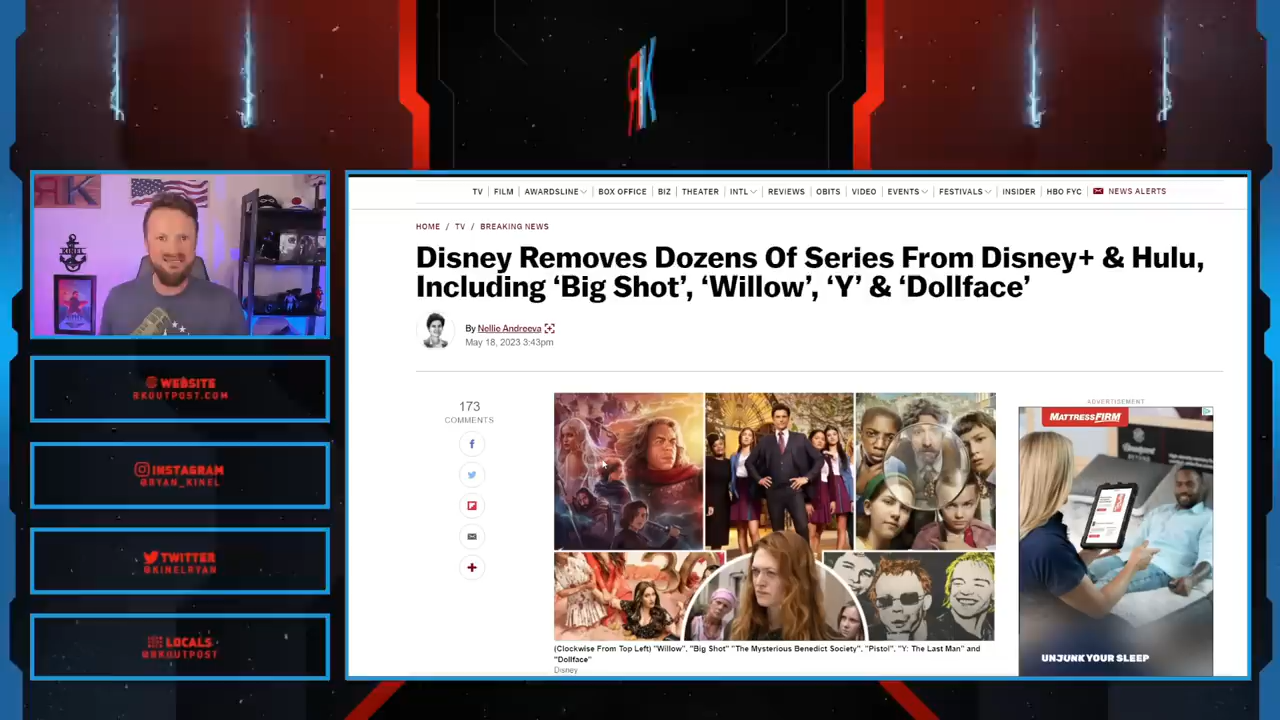 RK
RK
KINEL
WEBSITE
RKOUTPOST.COM
INSTAGRAM
@RYAN_KINEL
TWITTER
@KINELRYAN
LOCALS
@RKOUTPOST
TV | FILM | AWARDSLINE | BOX OFFICE | BIZ | THEATER | INTL | REVIEWS | OBITS | VIDEO | EVENTS | FESTIVALS | INSIDER | HBO FYC | NEWS ALERTS
HOME / TV / BREAKING NEWS
Disney Removes Dozens Of Series From Disney+ & Hulu,
Including ‘Big Shot’, ‘Willow’, ‘Y’ & ‘Dollface’
By Nellie Andreeva
May 18, 2023 3:43pm
173
COMMENTS
ADVERTISEMENT
MATTRESSFIRM
UNJUNK YOUR SLEEP
(Clockwise From Top Left) "Willow", "Big Shot" "The Mysterious Benedict Society", "Pistol", "Y: The Last Man" and
"Dollface"
Disney